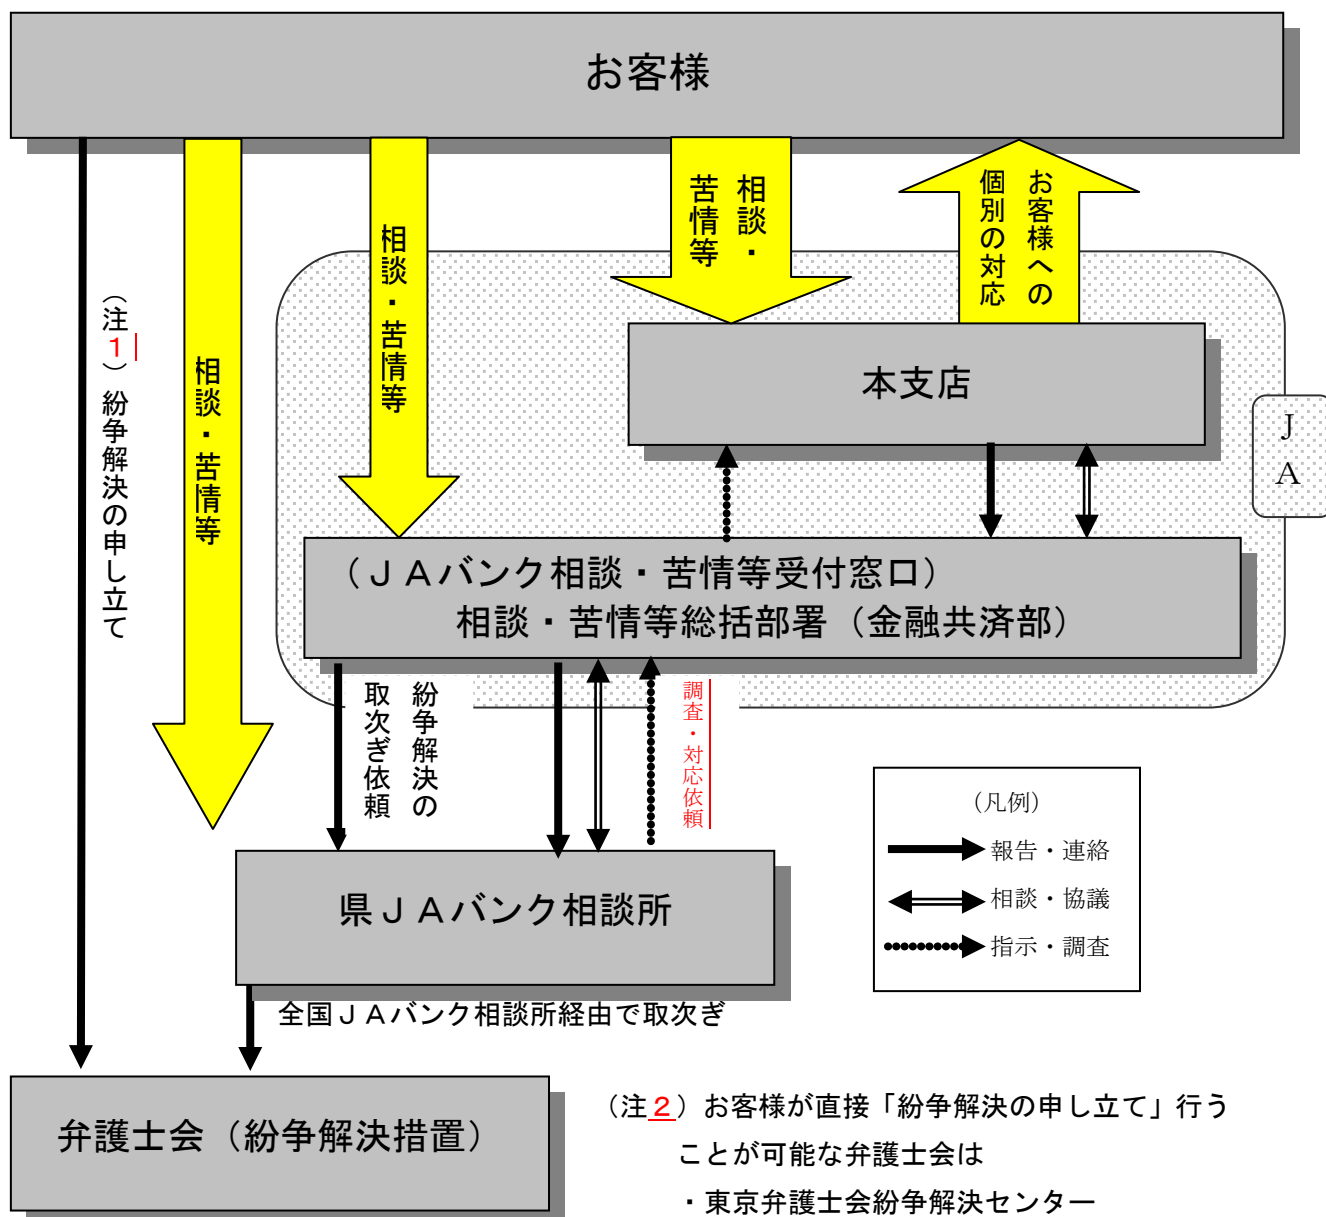 お客様
相談・苦情等
お客様への個別の対応
相談・苦情等
相談・苦情等
（注１）紛争解決の申し立て
本支店
ＪＡ
（ＪＡバンク相談・苦情等受付窓口）
相談・苦情等総括部署（金融共済部）
紛争解決の取次ぎ依頼
調査・対応依頼
（凡例）
報告・連絡
相談・協議
指示・調査
県ＪＡバンク相談所
全国ＪＡバンク相談所経由で取次ぎ
弁護士会（紛争解決措置）
（注２）お客様が直接「紛争解決の申し立て」行う
ことが可能な弁護士会は
・東京弁護士会紛争解決センター